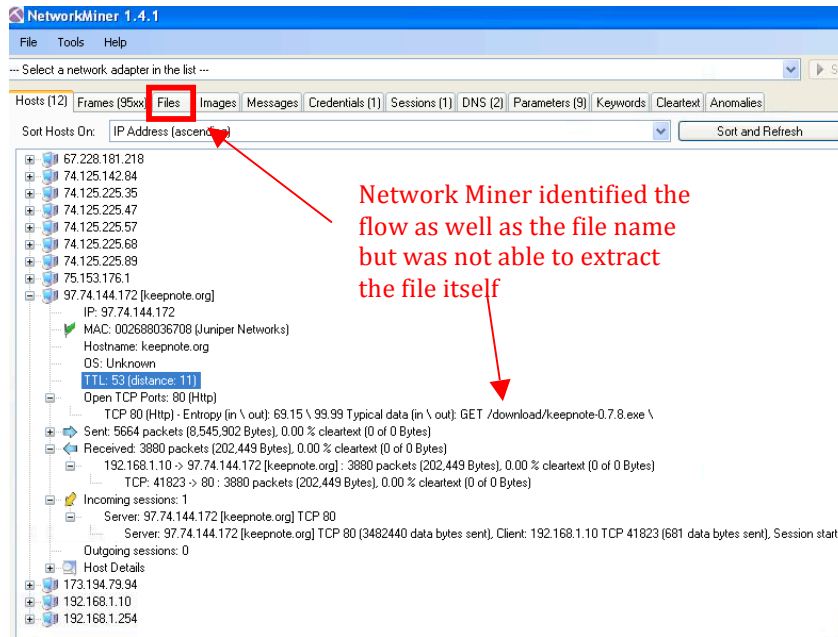 NetworkMiner 1.4.1
File Tools Help
--- Select a network adapter in the list ---
Hosts (12) Frames (95xx) Files Images Messages Credentials (1) Sessions (1) DNS (2) Parameters (9) Keywords Cleartext Anomalies
Sort Hosts On: IP Address (ascending) Sort and Refresh
67.228.181.218
74.125.142.84
74.125.225.35
74.125.225.47
74.125.225.57
74.125.225.68
74.125.225.89
75.153.176.1
97.74.144.172 [keepnote.org]
IP: 97.74.144.172
MAC: 002688036708 (Juniper Networks)
Hostname: keepnote.org
OS: Unknown
TTL: 53 (distance: 11)
Open TCP Ports: 80 (Http)
TCP 80 (Http) - Entropy (in \ out): 69.15 \ 99.99 Typical data (in \ out): GET /download/keepnote-0.7.8.exe \
Sent: 5664 packets (8,545,902 Bytes), 0.00 % cleartext (0 of 0 Bytes)
Received: 3880 packets (202,449 Bytes), 0.00 % cleartext (0 of 0 Bytes)
192.168.1.10 -> 97.74.144.172 [keepnote.org] : 3880 packets (202,449 Bytes), 0.00 % cleartext (0 of 0 Bytes)
TCP: 41823 -> 80 : 3880 packets (202,449 Bytes), 0.00 % cleartext (0 of 0 Bytes)
Incoming sessions: 1
Server: 97.74.144.172 [keepnote.org] TCP 80
Server: 97.74.144.172 [keepnote.org] TCP 80 (3482440 data bytes sent), Client: 192.168.1.10 TCP 41823 (681 data bytes sent), Session start
Outgoing sessions: 0
Host Details
173.194.79.94
192.168.1.10
192.168.1.254
Network Miner identified the
flow as well as the file name
but was not able to extract
the file itself